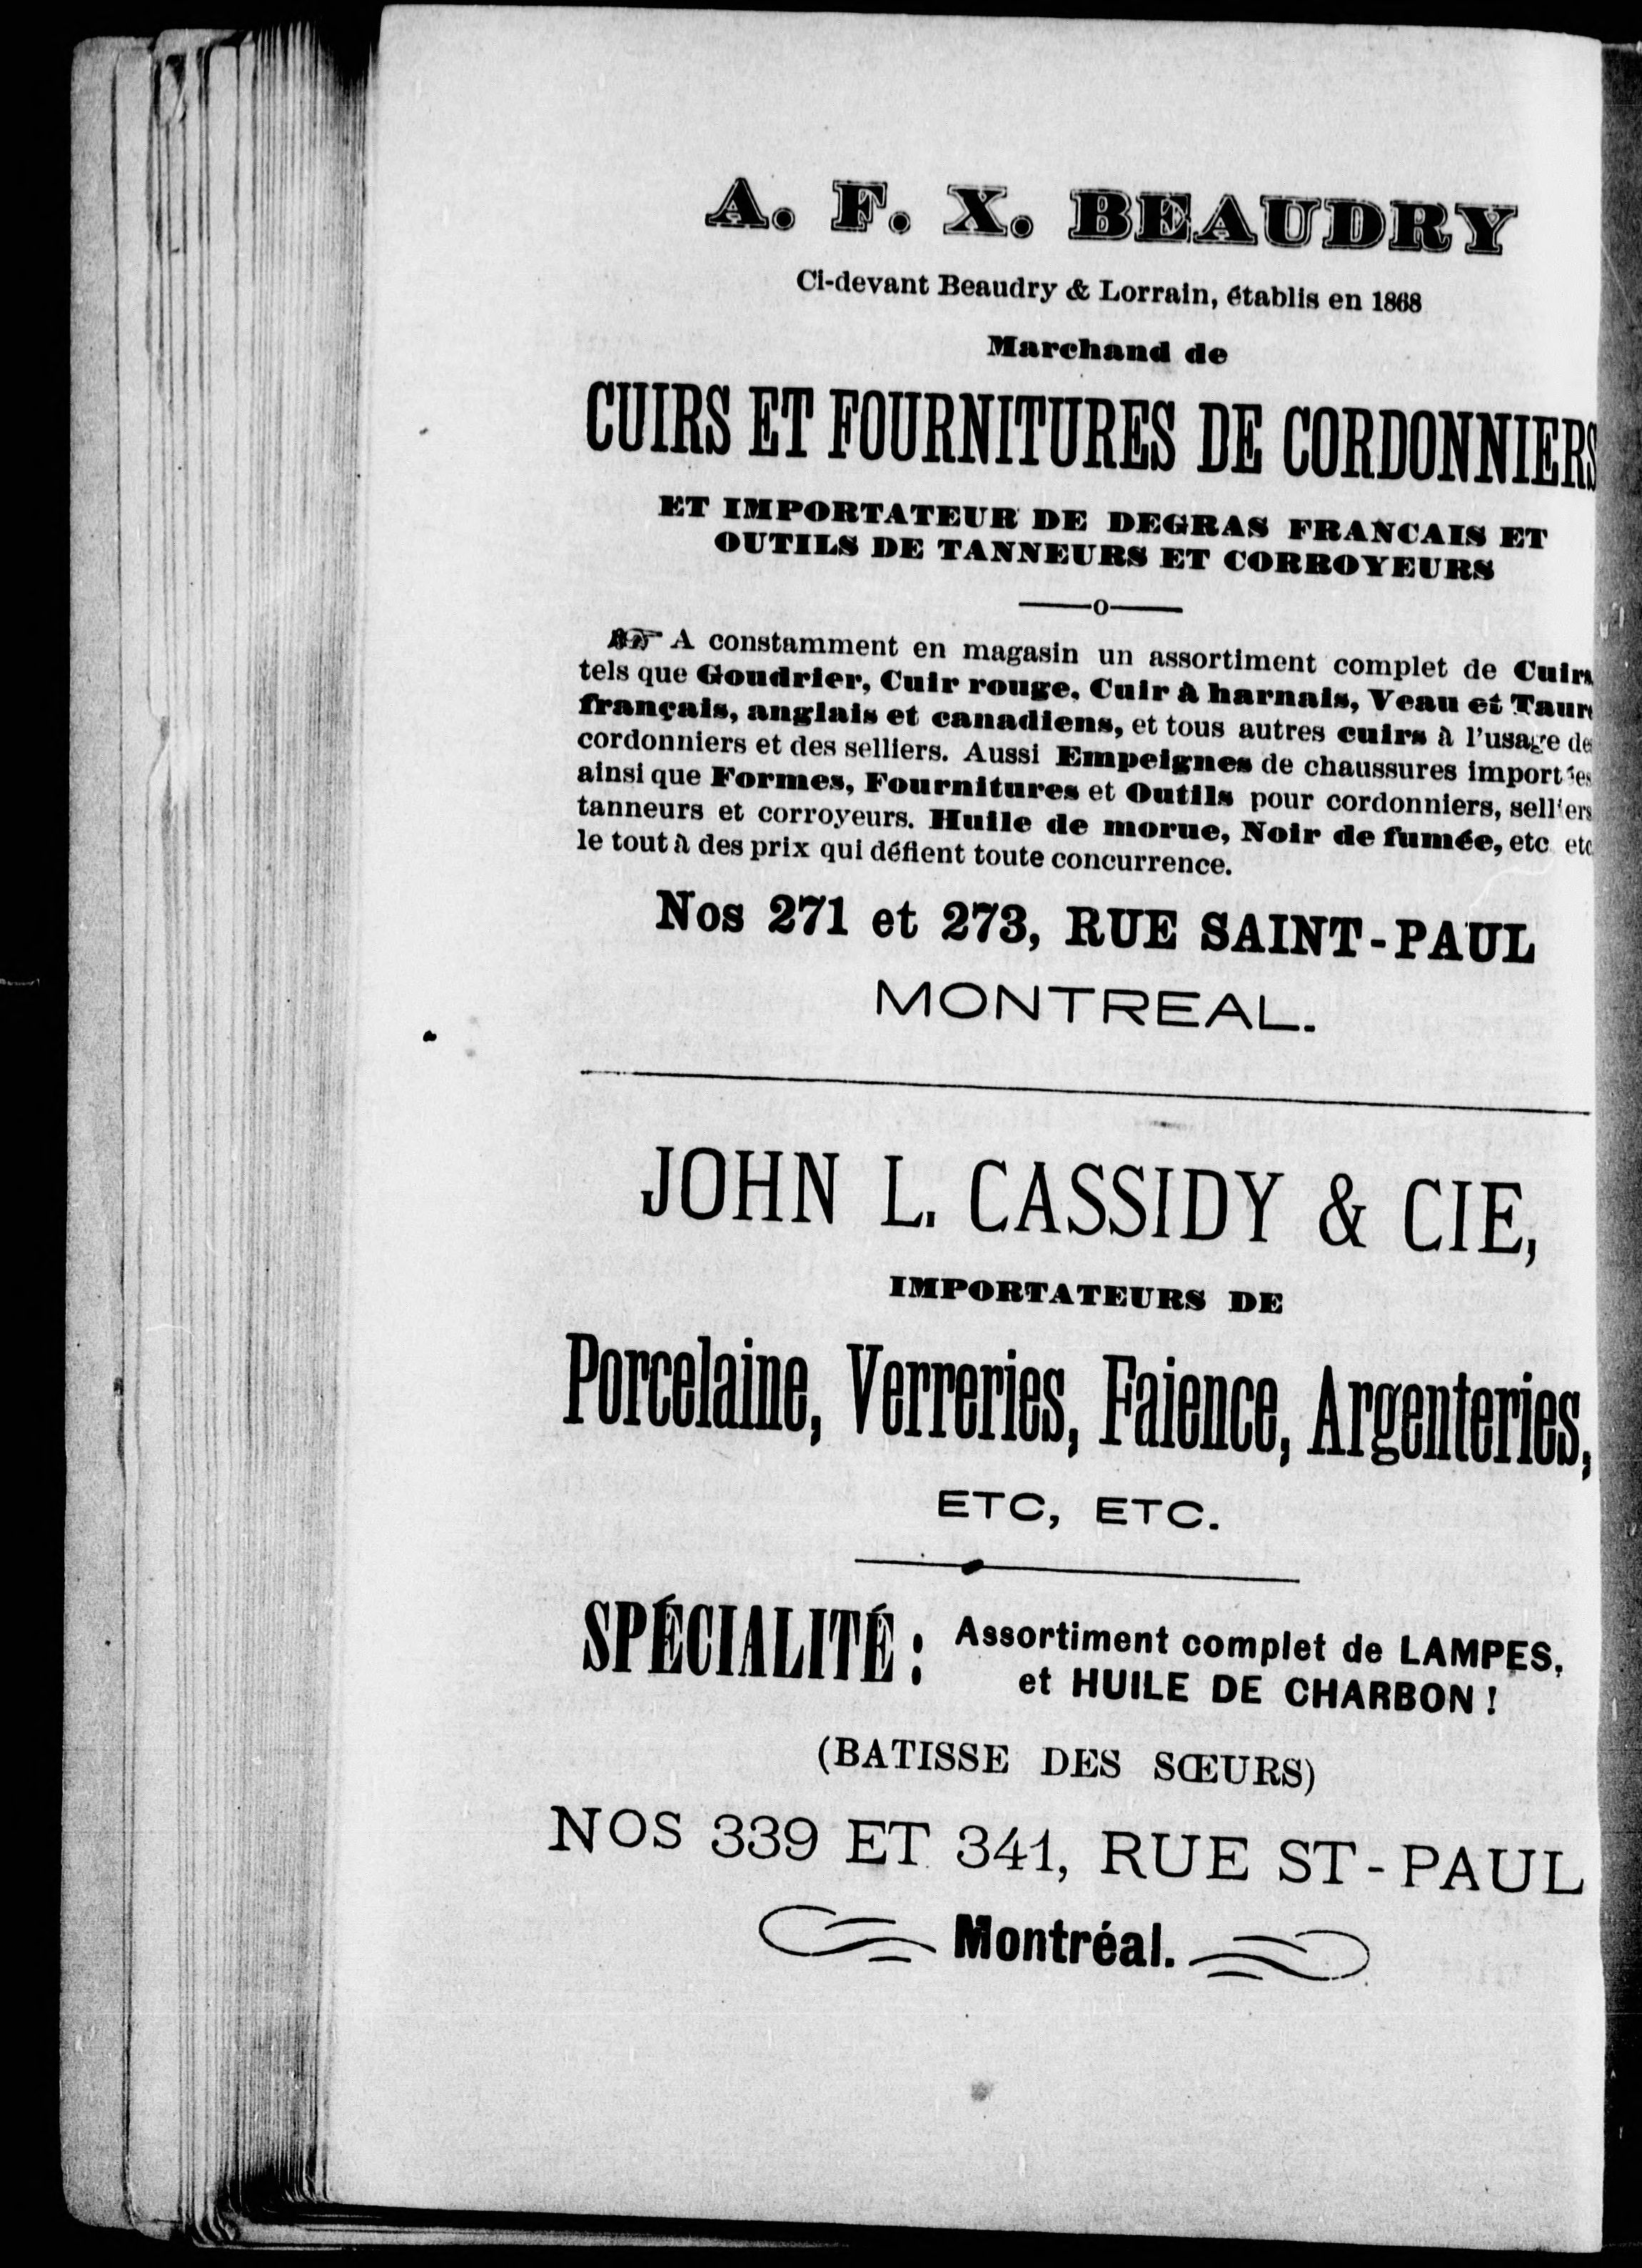 A. F. X. BEAUDRY
Ci-devant Beaudry & Lorrain, établis en 1868
Marchand de
CUIRS ET FOURNITURES DE CORDONNIERS
ET IMPORTATEUR DE DEGRAS FRANCAIS ET
OUTILS DE TANNEURS ET CORROYEURS
A constamment en magasin un assortiment complet de Cuirs
tels que Goudrier, Cuir rouge, Cuir à harnais, Veau et
français, anglais et canadiens, et tous autres cuirs à l'usage de
cordonniers et des selliers. Aussi Empeignes de chaussures importées
ainsi que Formes, Fournitures et Outils pour cordonniers, selliers
tanneurs et corroyeurs. Huile de morue, Noir de fumée, etc etc
le tout à des prix qui défient toute concurrence.
Nos 271 et 273, RUE SAINT-PAUL
MONTREAL.
JOHN L. CASSIDY & CIE,
IMPORTATEURS DE
Porcelaine, Verreries, Faience, Argenteries,
ETC, ETC.
SPÉCIALITÉ : Assortiment complet de LAMPES,
et HUILE DE CHARBON !
(BATISSE DES SŒURS)
NOS 339 ET 341, RUE ST-PAUL
Montréal.